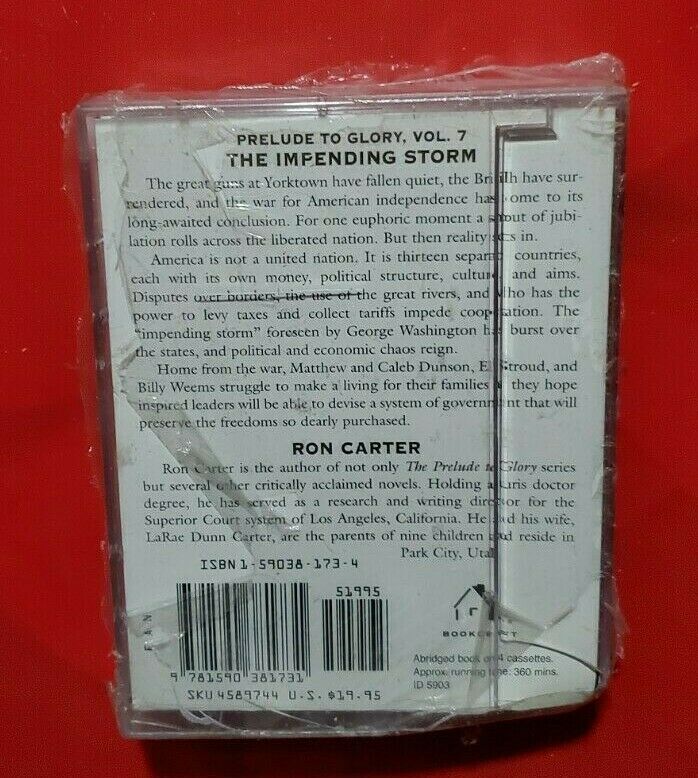 PRELUDE TO GLORY, VOL. 7
THE IMPENDING STORM
The great guns at Yorktown have fallen quiet, the British have sur-
rendered, and the war for American independence has come to its
long-awaited conclusion. For one euphoric moment a shout of jubi-
lation rolls across the liberated nation. But then reality sets in.
America is not a united nation. It is thirteen separate countries,
each with its own money, political structure, culture, and aims.
Disputes over borders, the use of the great rivers, and who has the
power to levy taxes and collect tariffs impede cooperation. The
"impending storm" foreseen by George Washington has burst over
the states, and political and economic chaos reign.
Home from the war, Matthew and Caleb Dunson, Eli Stroud, and
Billy Weems struggle to make a living for their families as they hope
inspired leaders will be able to devise a system of government that will
preserve the freedoms so dearly purchased.
RON CARTER
Ron Carter is the author of not only The Prelude to Glory series
but several other critically acclaimed novels. Holding a juris doctor
degree, he has served as a research and writing director for the
Superior Court system of Los Angeles, California. He and his wife,
LaRae Dunn Carter, are the parents of nine children and reside in
Park City, Utah
ISBN 1-59038-173-4
51995
9 781590 381731
SKU 4589744 U.S. $19.95
EAN
BOOKCRAFT
Abridged book on 4 cassettes.
Approx. running time: 360 mins.
ID 5903